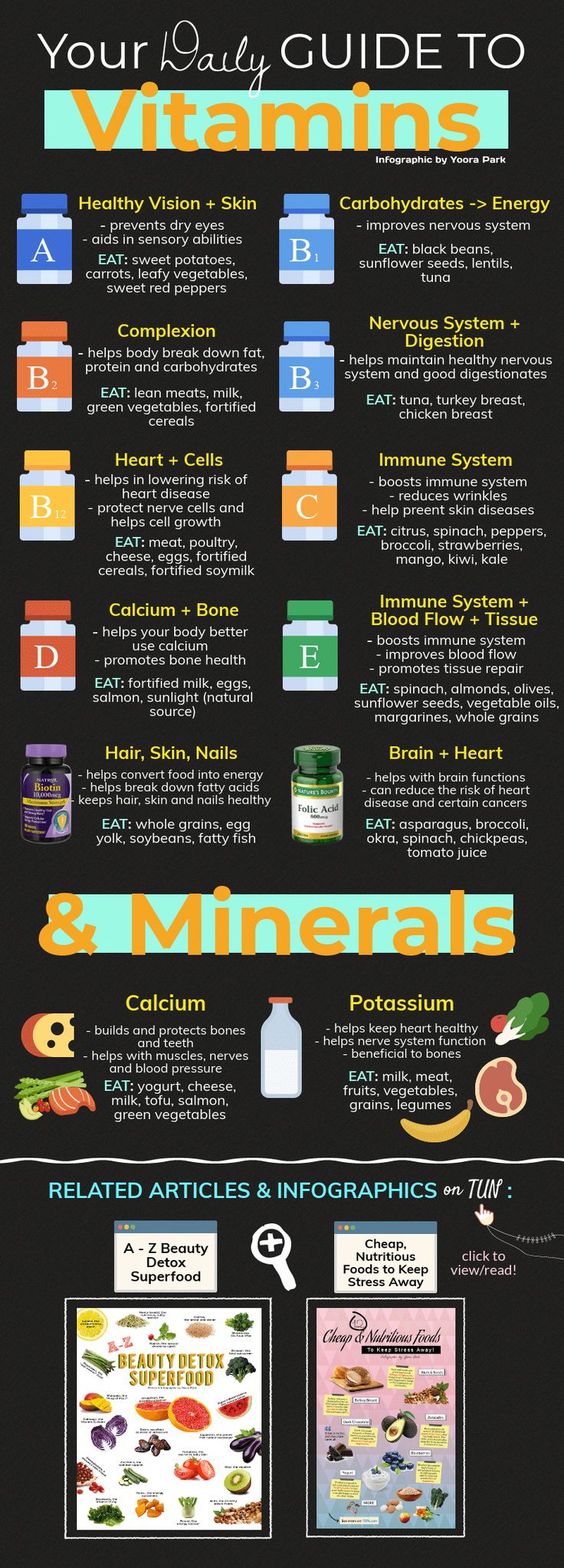 Your Daily GUIDE TO
Vitamins
Infographic by Yoora Park
A
Healthy Vision + Skin
- prevents dry eyes
- aids in sensory abilities
EAT: sweet potatoes,
carrots, leafy vegetables,
sweet red peppers
B1
Carbohydrates -> Energy
- improves nervous system
EAT: black beans,
sunflower seeds, lentils,
tuna
B2
Complexion
- helps body break down fat,
protein and carbohydrates
EAT: lean meats, milk,
green vegetables, fortified
cereals
B3
Nervous System +
Digestion
- helps maintain healthy nervous
system and good digestionates
EAT: tuna, turkey breast,
chicken breast
B12
Heart + Cells
- helps in lowering risk of
heart disease
- protect nerve cells and
helps cell growth
EAT: meat, poultry,
cheese, eggs, fortified
cereals, fortified soymilk
C
Immune System
- boosts immune system
- reduces wrinkles
- help preent skin diseases
EAT: citrus, spinach, peppers,
broccoli, strawberries,
mango, kiwi, kale
D
Calcium + Bone
- helps your body better
use calcium
- promotes bone health
EAT: fortified milk, eggs,
salmon, sunlight (natural
source)
E
Immune System +
Blood Flow + Tissue
- boosts immune system
- improves blood flow
- promotes tissue repair
EAT: spinach, almonds, olives,
sunflower seeds, vegetable oils,
margarines, whole grains
NATROL
Biotin
10,000mcg
Maximum Strength
Hair, Skin, Nails
- helps convert food into energy
- helps break down fatty acids
- keeps hair, skin and nails healthy
EAT: whole grains, egg
yolk, soybeans, fatty fish
NATURE'S BOUNTY
Folic Acid
800mcg
Brain + Heart
- helps with brain functions
- can reduce the risk of heart
disease and certain cancers
EAT: asparagus, broccoli,
okra, spinach, chickpeas,
tomato juice
& Minerals
Calcium
- builds and protects bones
and teeth
- helps with muscles, nerves
and blood pressure
EAT: yogurt, cheese,
milk, tofu, salmon,
green vegetables
Potassium
- helps keep heart healthy
- helps nerve system function
- beneficial to bones
EAT: milk, meat,
fruits, vegetables,
grains, legumes
RELATED ARTICLES & INFOGRAPHICS on TUN :
A - Z Beauty
Detox
Superfood
Cheap,
Nutritious
Foods to Keep
Stress Away
click to
view/read!
A-Z
BEAUTY DETOX
SUPERFOOD
Cheap & Nutritious Foods
To Keep Stress Away!
Infographic by Yoora Park
Turkey Breast
Dark Chocolate
Avocados
Blueberries
Yogurt
MORE